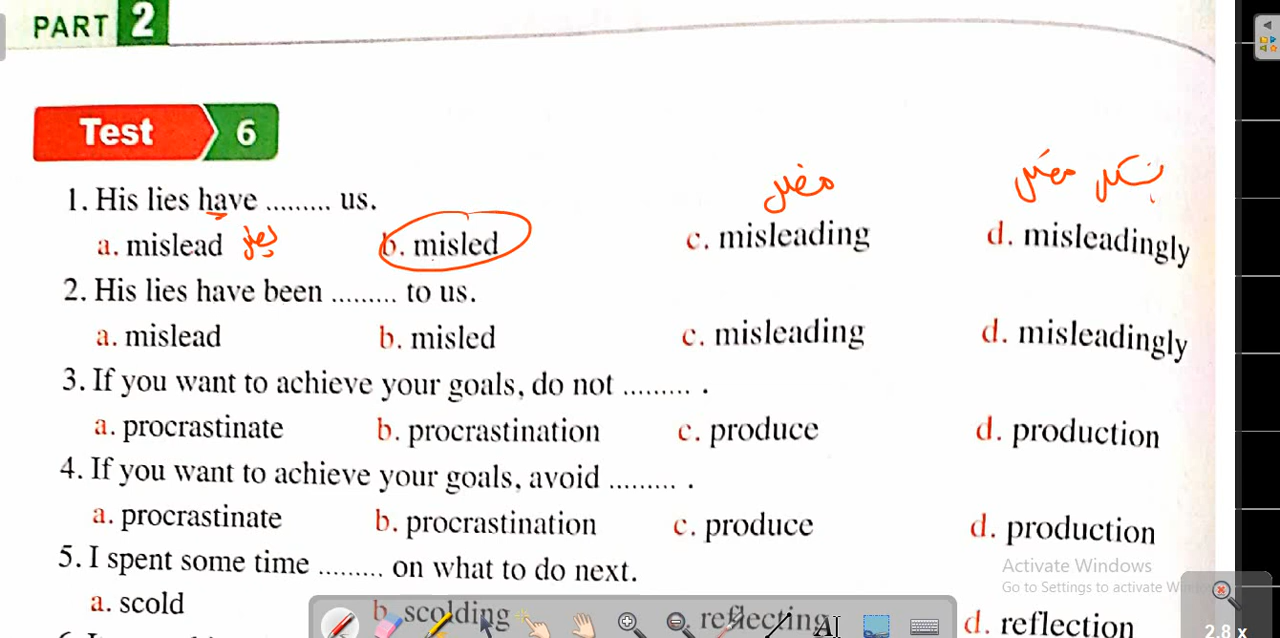 PART 2
Test 6
1. His lies have ......... us.
a. mislead يضلل b. misled c. misleading مضلل d. misleadingly بشكل مضلل
2. His lies have been ......... to us.
a. mislead b. misled c. misleading d. misleadingly
3. If you want to achieve your goals, do not ......... .
a. procrastinate b. procrastination c. produce d. production
4. If you want to achieve your goals, avoid ......... .
a. procrastinate b. procrastination c. produce d. production
5. I spent some time ......... on what to do next.
a. scold b. scolding c. reflecting d. reflection
Activate Windows
Go to Settings to activate
2.8 x